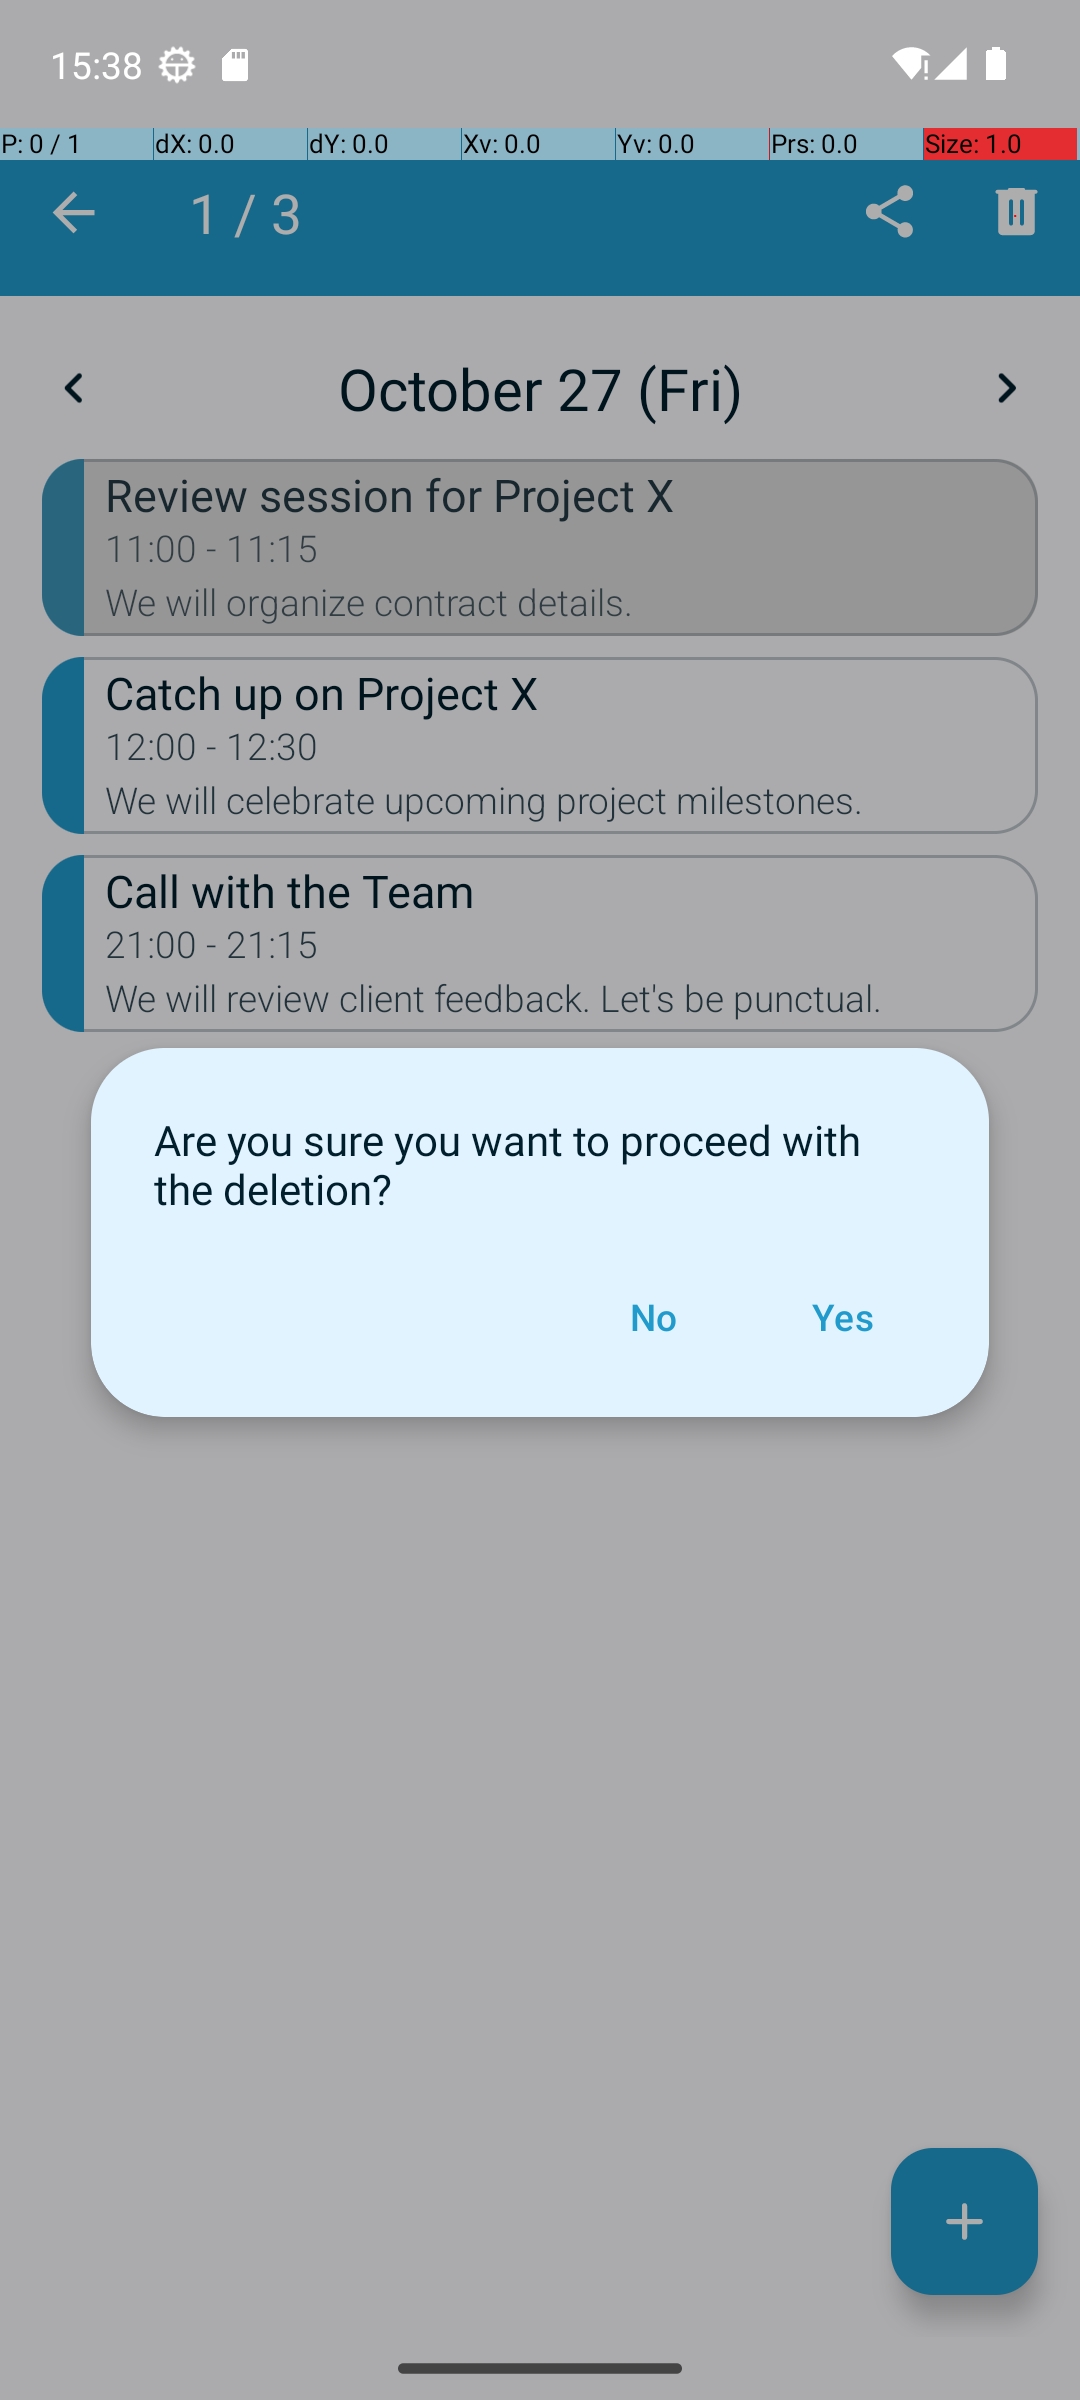 15:38
P: 0 / 1 dX: 0.0 dY: 0.0 Xv: 0.0 Yv: 0.0 Prs: 0.0 Size: 1.0
1 / 3
October 27 (Fri)
Review session for Project X
11:00 - 11:15
We will organize contract details.
Catch up on Project X
12:00 - 12:30
We will celebrate upcoming project milestones.
Call with the Team
21:00 - 21:15
We will review client feedback. Let's be punctual.
Are you sure you want to proceed with
the deletion?
No Yes